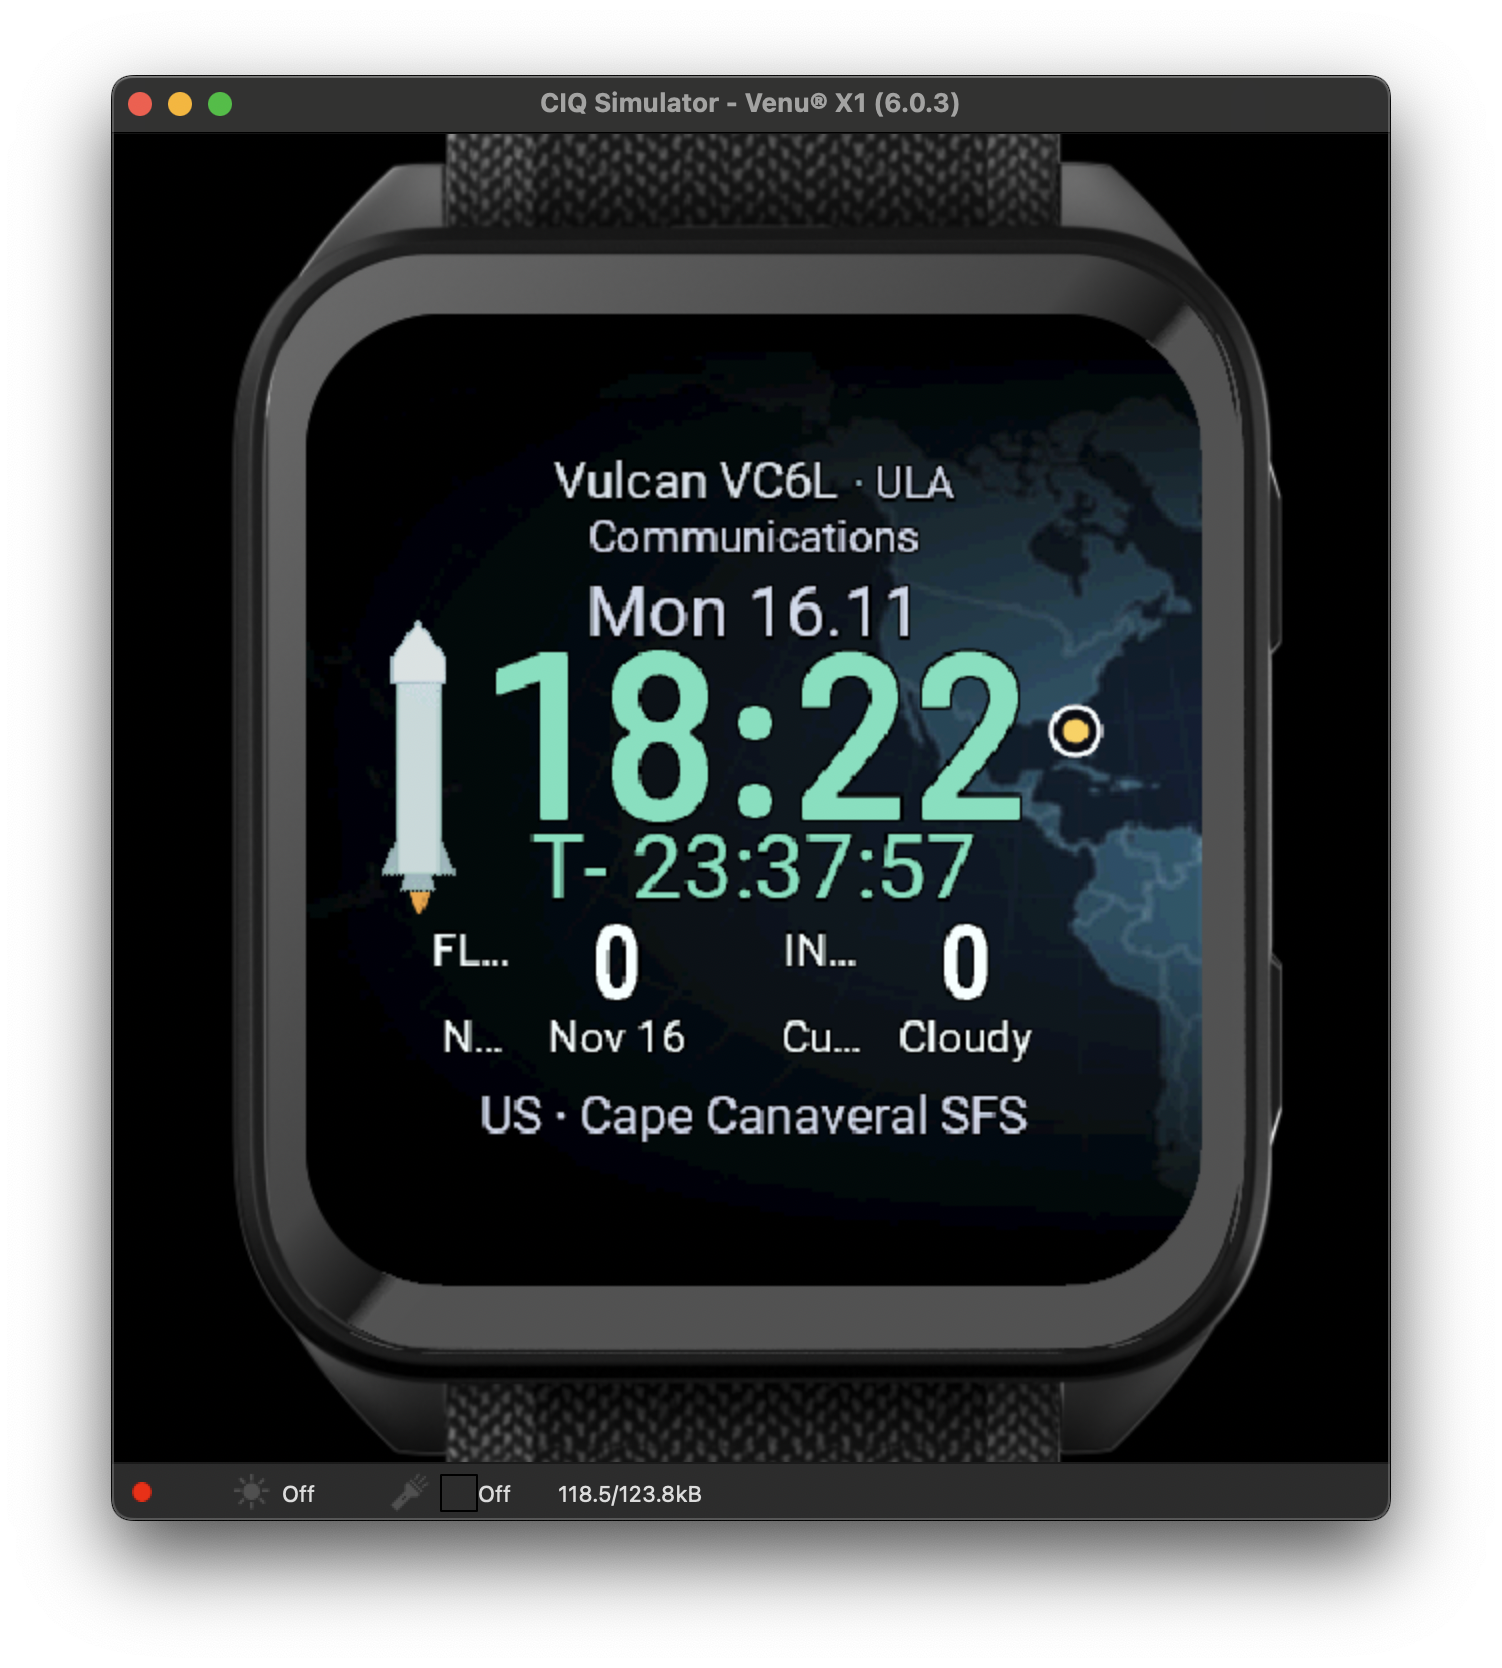 CIQ Simulator - Venu® X1 (6.0.3)
Vulcan VC6L · ULA
Communications
Mon 16.11
18:22
T- 23:37:57
FL... 0 IN... 0
N... Nov 16 Cu... Cloudy
US · Cape Canaveral SFS
Off Off 118.5/123.8kB